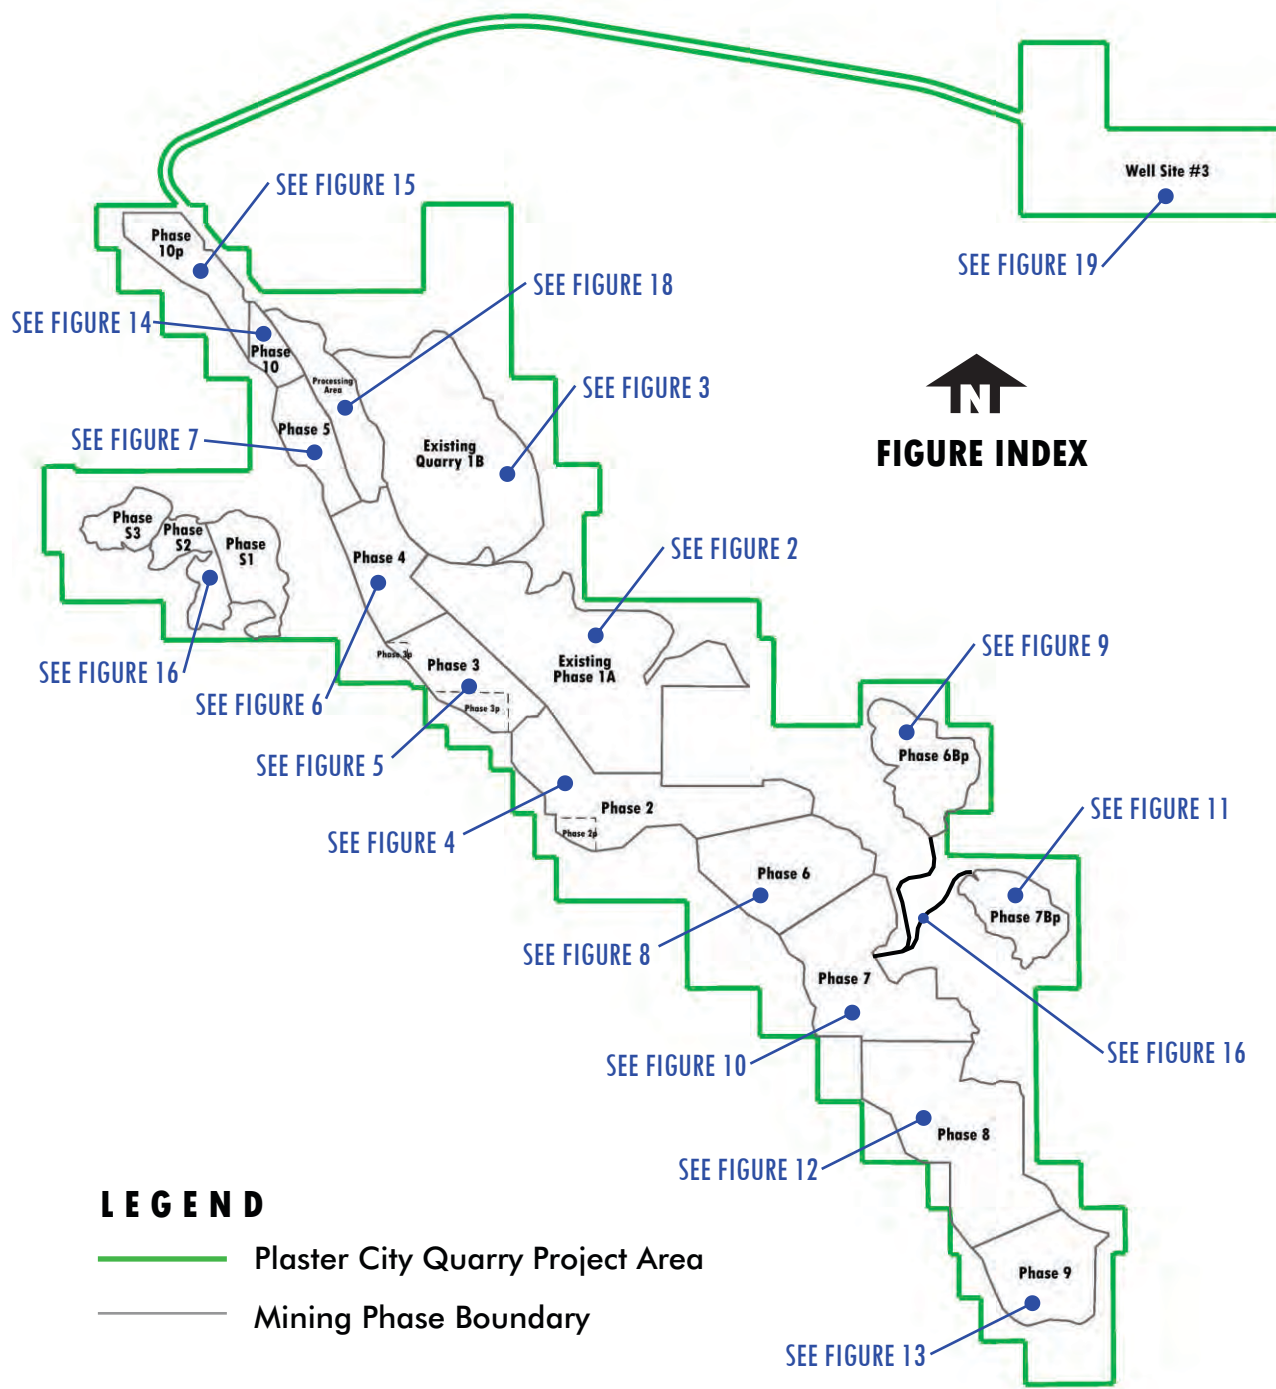 Well Site #3
SEE FIGURE 15
Phase
10p
SEE FIGURE 19
SEE FIGURE 18
SEE FIGURE 14
Phase
10
Processing
Area
SEE FIGURE 3
N
FIGURE INDEX
Phase 5
SEE FIGURE 7
Existing
Quarry 1B
Phase
S3
Phase
S2
Phase
S1
Phase 4
SEE FIGURE 2
SEE FIGURE 16
SEE FIGURE 6
Phase 3p
Phase 3
Existing
Phase 1A
SEE FIGURE 9
Phase 3p
SEE FIGURE 5
Phase 6Bp
Phase 2
SEE FIGURE 11
Phase 2p
SEE FIGURE 4
Phase 6
Phase 7Bp
SEE FIGURE 8
Phase 7
SEE FIGURE 10
SEE FIGURE 16
Phase 8
SEE FIGURE 12
LEGEND
Plaster City Quarry Project Area
Mining Phase Boundary
Phase 9
SEE FIGURE 13